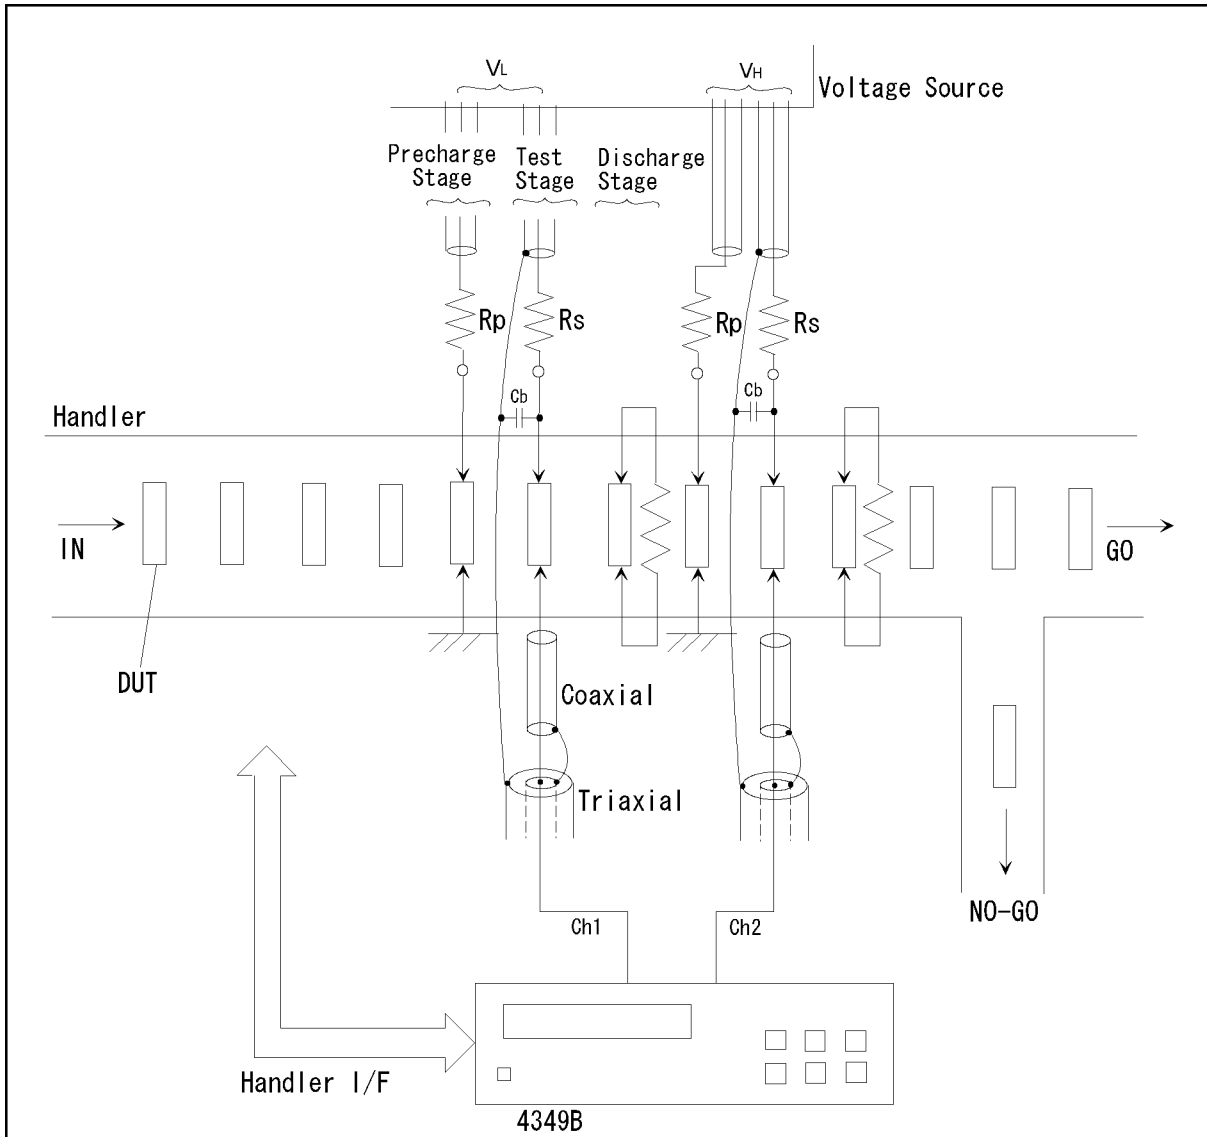 VL
VH
Voltage Source
Precharge
Stage
Test
Stage
Discharge
Stage
Rp
Rs
Rp
Rs
Cb
Cb
Handler
IN
GO
DUT
Coaxial
Triaxial
NO-GO
Ch1
Ch2
Handler I/F
4349B